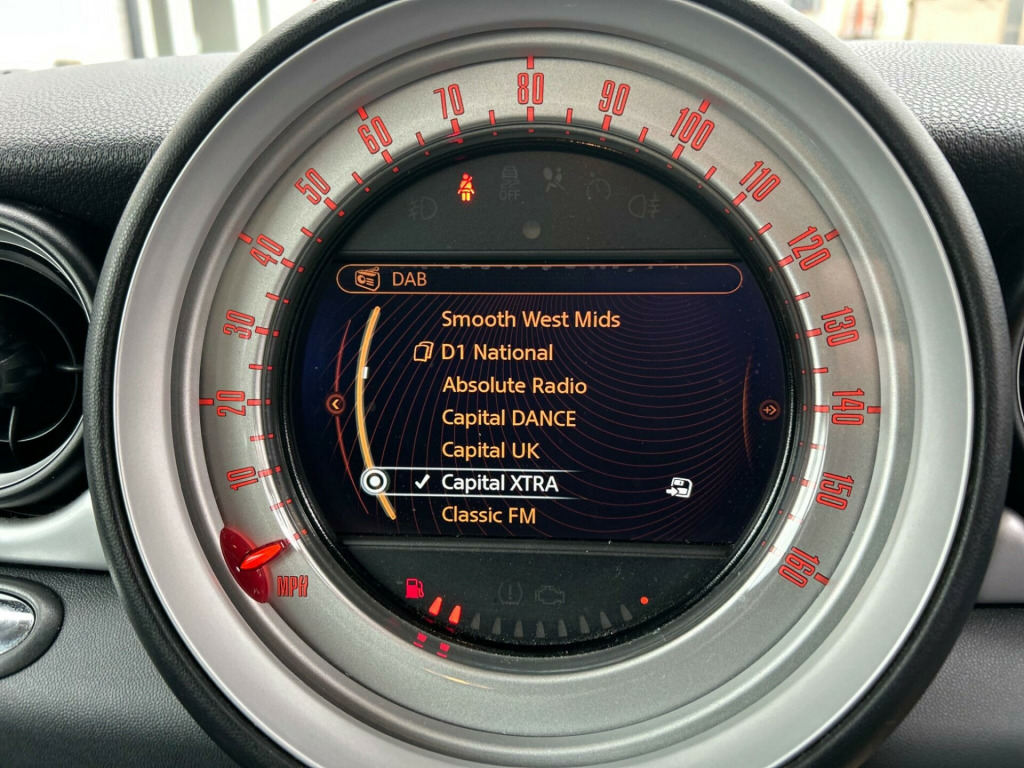 10
20
30
40
50
60
70
80
90
100
110
120
130
140
150
160
MPH
OFF
DAB
Smooth West Mids
D1 National
Absolute Radio
Capital DANCE
Capital UK
Capital XTRA
Classic FM